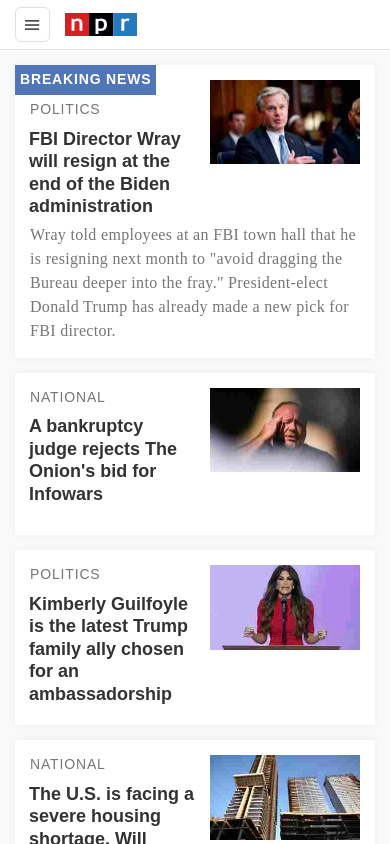 npr
BREAKING NEWS
POLITICS
FBI Director Wray
will resign at the
end of the Biden
administration
Wray told employees at an FBI town hall that he
is resigning next month to "avoid dragging the
Bureau deeper into the fray." President-elect
Donald Trump has already made a new pick for
FBI director.
NATIONAL
A bankruptcy
judge rejects The
Onion's bid for
Infowars
POLITICS
Kimberly Guilfoyle
is the latest Trump
family ally chosen
for an
ambassadorship
NATIONAL
The U.S. is facing a
severe housing
shortage. Will